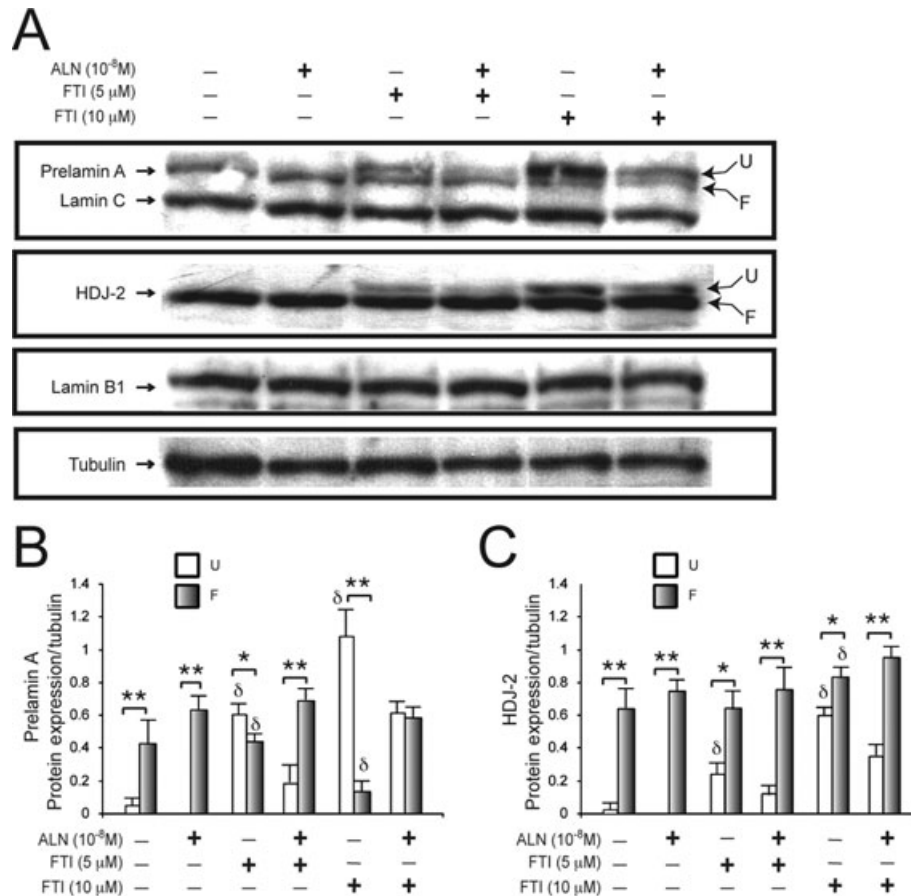 A
ALN (10⁻⁸M) – + – + – +
FTI (5 μM) – – + + – –
FTI (10 μM) – – – – + +
Prelamin A → U
Lamin C → F
HDJ-2 → U
F
Lamin B1 →
Tubulin →
B
U
F
Prelamin A
Protein expression/tubulin
1.4
1.2
1
0.8
0.6
0.4
0.2
0
** ** * δ δ ** δ ** δ
ALN (10⁻⁸M) – + – + – +
FTI (5 μM) – – + + – –
FTI (10 μM) – – – – + +
C
U
F
HDJ-2
Protein expression/tubulin
1.4
1.2
1
0.8
0.6
0.4
0.2
0
** ** * δ ** * δ δ **
ALN (10⁻⁸M) – + – + – +
FTI (5 μM) – – + + – –
FTI (10 μM) – – – – + +